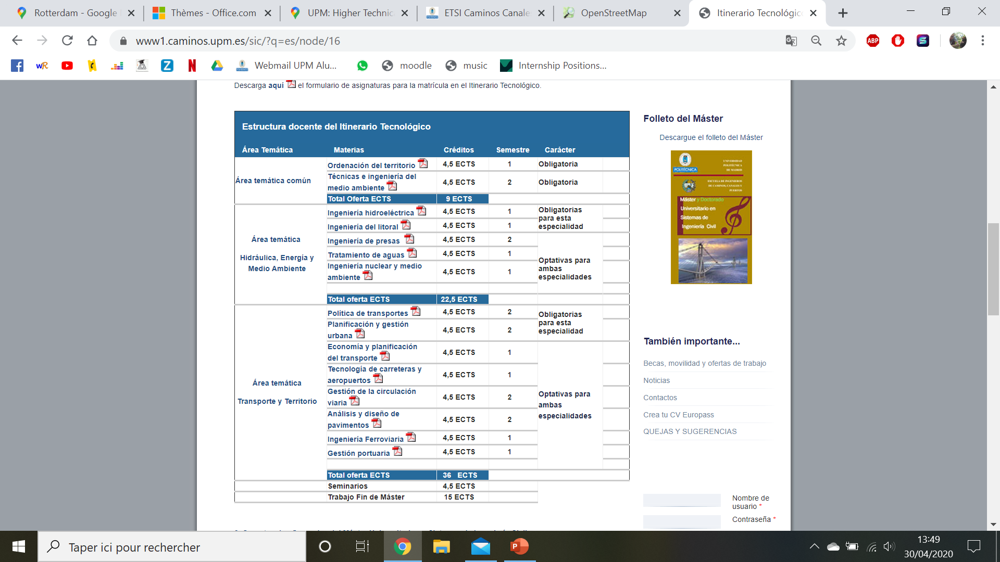 Rotterdam - Google
Thèmes - Office.com
UPM: Higher Technic
ETSI Caminos Canale
OpenStreetMap
Itinerario Tecnológico
www1.caminos.upm.es/sic/?q=es/node/16
ABP
Webmail UPM Alu...
moodle
music
Internship Positions...
Descarga aquí el formulario de asignaturas para la matrícula en el Itinerario Tecnológico.
Estructura docente del Itinerario Tecnológico
Área Temática Materias Créditos Semestre Carácter
Área temática común
Ordenación del territorio 4,5 ECTS 1 Obligatoria
Técnicas e ingeniería del
medio ambiente 4,5 ECTS 2 Obligatoria
Total Oferta ECTS 9 ECTS
Área temática
Hidráulica, Energía y
Medio Ambiente
Ingeniería hidroeléctrica 4,5 ECTS 1
Ingeniería del litoral 4,5 ECTS 1
Obligatorias
para esta
especialidad
Ingeniería de presas 4,5 ECTS 2
Tratamiento de aguas 4,5 ECTS 1
Ingeniería nuclear y medio
ambiente 4,5 ECTS 1
Optativas para
ambas
especialidades
Total oferta ECTS 22,5 ECTS
Área temática
Transporte y Territorio
Política de transportes 4,5 ECTS 2
Planificación y gestión
urbana 4,5 ECTS 2
Obligatorias
para esta
especialidad
Economía y planificación
del transporte 4,5 ECTS 1
Tecnología de carreteras y
aeropuertos 4,5 ECTS 1
Gestión de la circulación
viaria 4,5 ECTS 2
Análisis y diseño de
pavimentos 4,5 ECTS 2
Ingeniería Ferroviaria 4,5 ECTS 1
Gestión portuaria 4,5 ECTS 1
Optativas para
ambas
especialidades
Total oferta ECTS 36 ECTS
Seminarios 4,5 ECTS
Trabajo Fin de Máster 15 ECTS
Folleto del Máster
Descargue el folleto del Máster
POLITÉCNICA
UNIVERSIDAD
POLITÉCNICA
DE MADRID
ESCUELA DE INGENIEROS
DE CAMINOS, CANALES Y
PUERTOS
Máster y Doctorado
Universitario en
Sistemas de
Ingeniería Civil
También importante...
Becas, movilidad y ofertas de trabajo
Noticias
Contactos
Crea tu CV Europass
QUEJAS Y SUGERENCIAS
Nombre de
usuario *
Contraseña *
Taper ici pour rechercher
13:49
30/04/2020